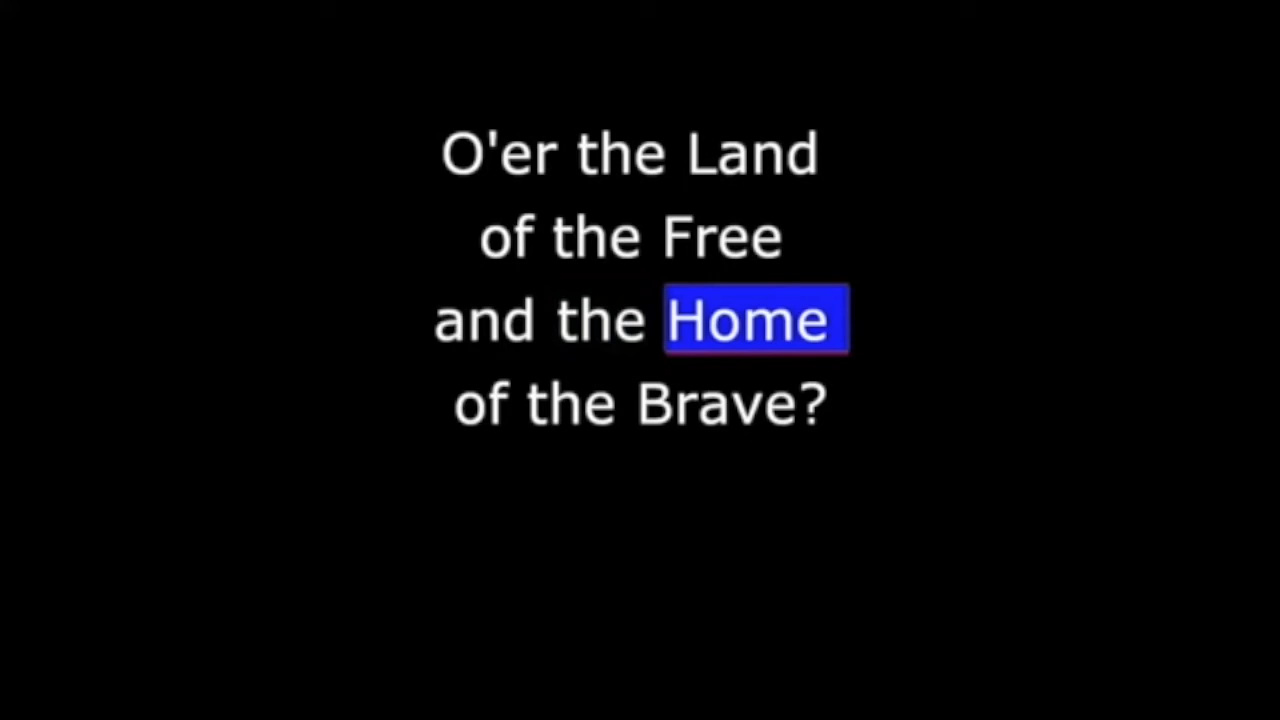 O'er the Land
of the Free
and the Home
of the Brave?